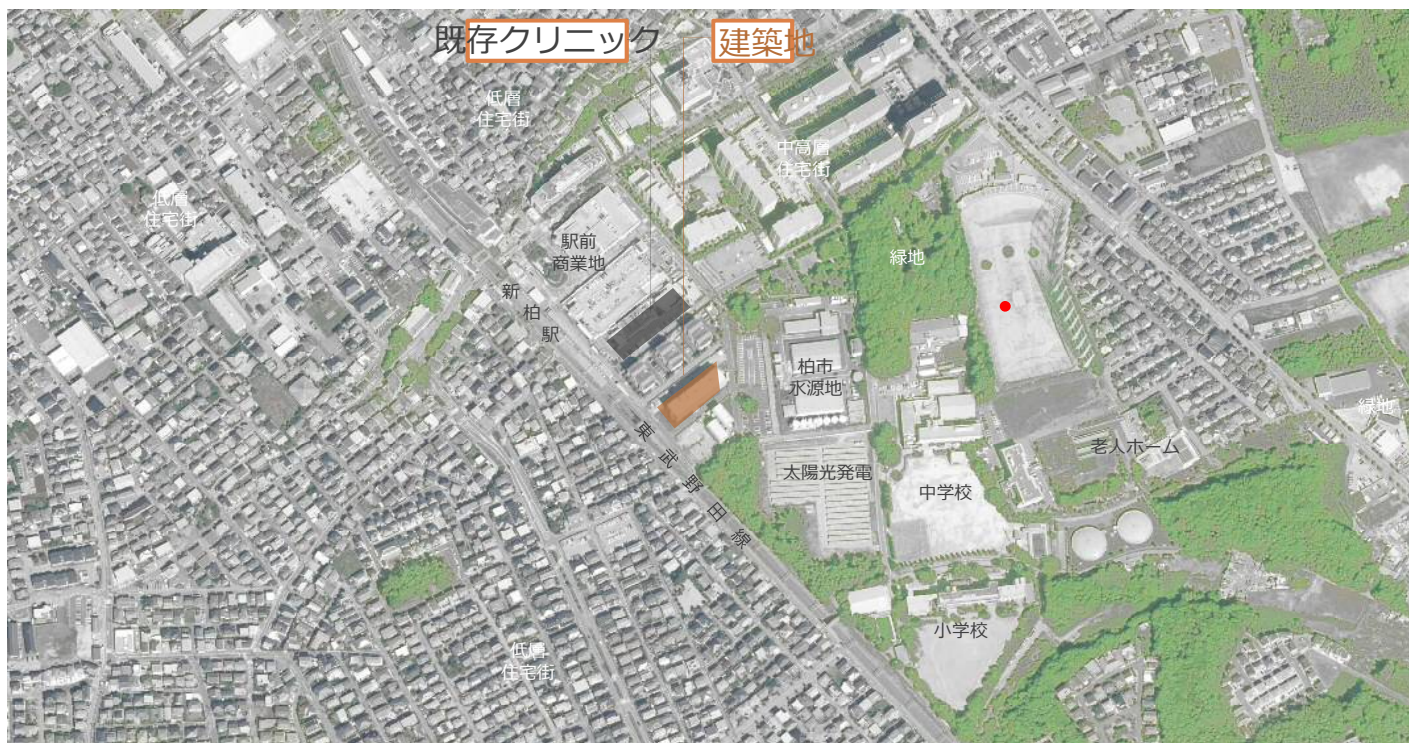 既存クリニック
建築地
低層
住宅街
中高層
住宅街
低層
住宅街
駅前
商業地
緑地
新柏駅
柏市
水源地
緑地
東武野田線
老人ホーム
太陽光発電
中学校
小学校
低層
住宅街